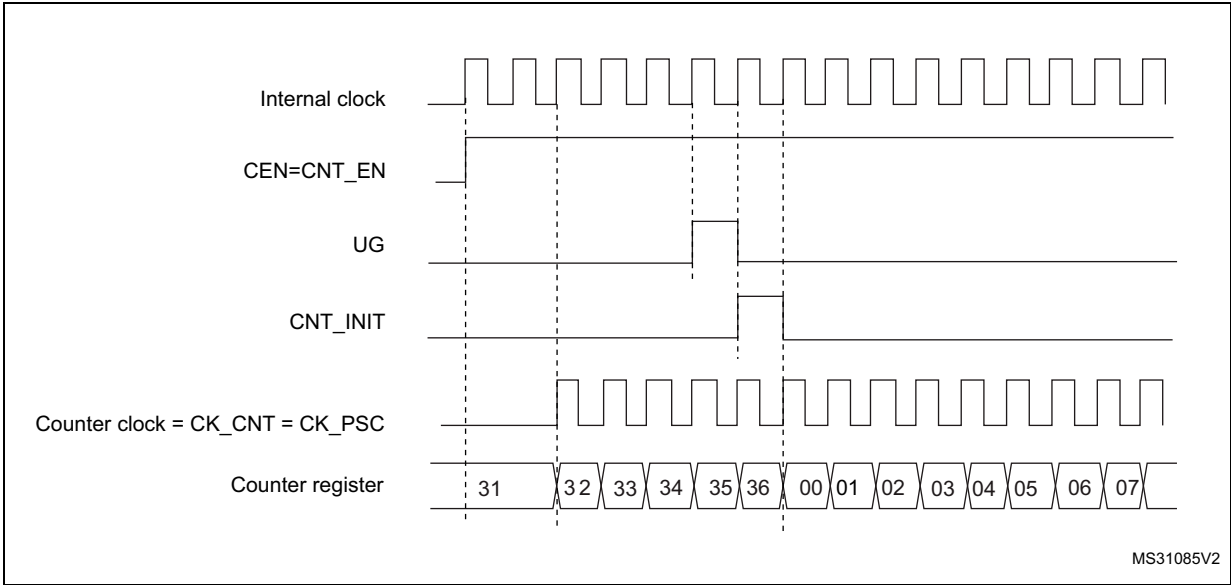 Internal clock
CEN=CNT_EN
UG
CNT_INIT
Counter clock = CK_CNT = CK_PSC
Counter register 31 32 33 34 35 36 00 01 02 03 04 05 06 07
MS31085V2